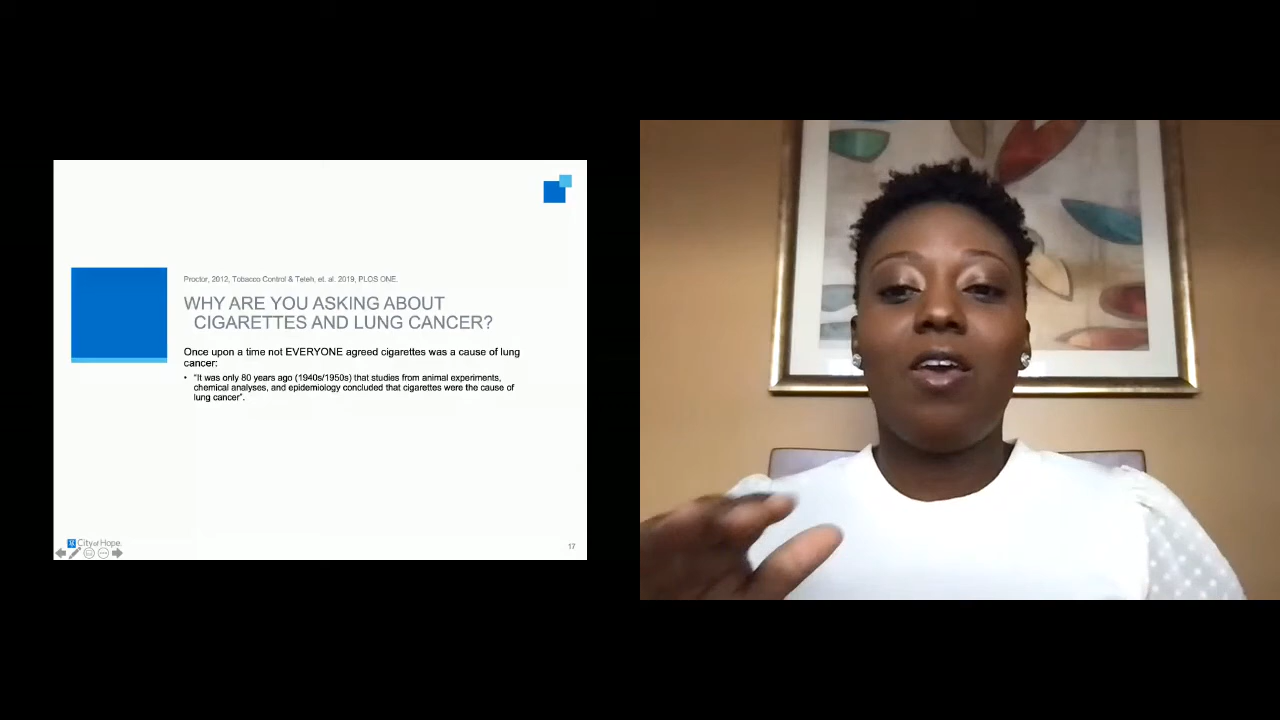 Proctor, 2012, Tobacco Control & Teteh, et. al. 2019, PLOS ONE.
WHY ARE YOU ASKING ABOUT
CIGARETTES AND LUNG CANCER?
Once upon a time not EVERYONE agreed cigarettes was a cause of lung
cancer:
• "It was only 80 years ago (1940s/1950s) that studies from animal experiments,
chemical analyses, and epidemiology concluded that cigarettes were the cause of
lung cancer".
City of Hope.
17